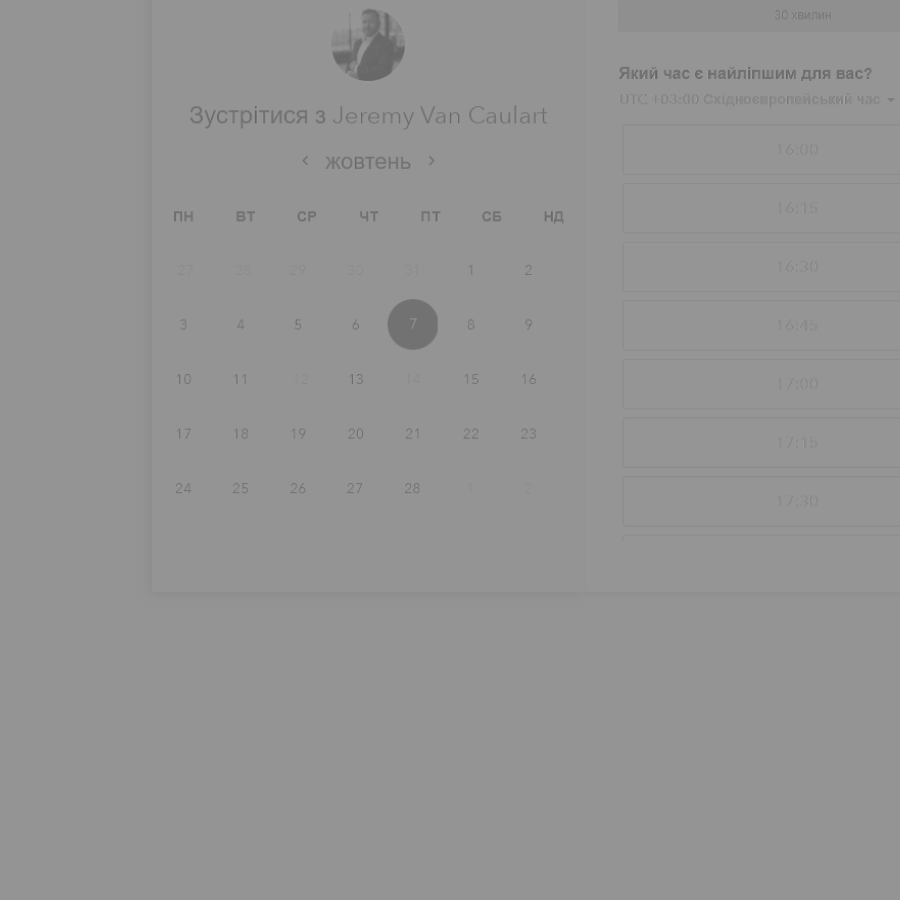 30 хвилин
Зустрітися з Jeremy Van Caulart
жовтень
ПН ВТ СР ЧТ ПТ СБ НД
27 28 29 30 31 1 2
3 4 5 6 7 8 9
10 11 12 13 14 15 16
17 18 19 20 21 22 23
24 25 26 27 28 1 2
Який час є найліпшим для вас?
UTC +03:00 Східноєвропейський час
16:00
16:15
16:30
16:45
17:00
17:15
17:30